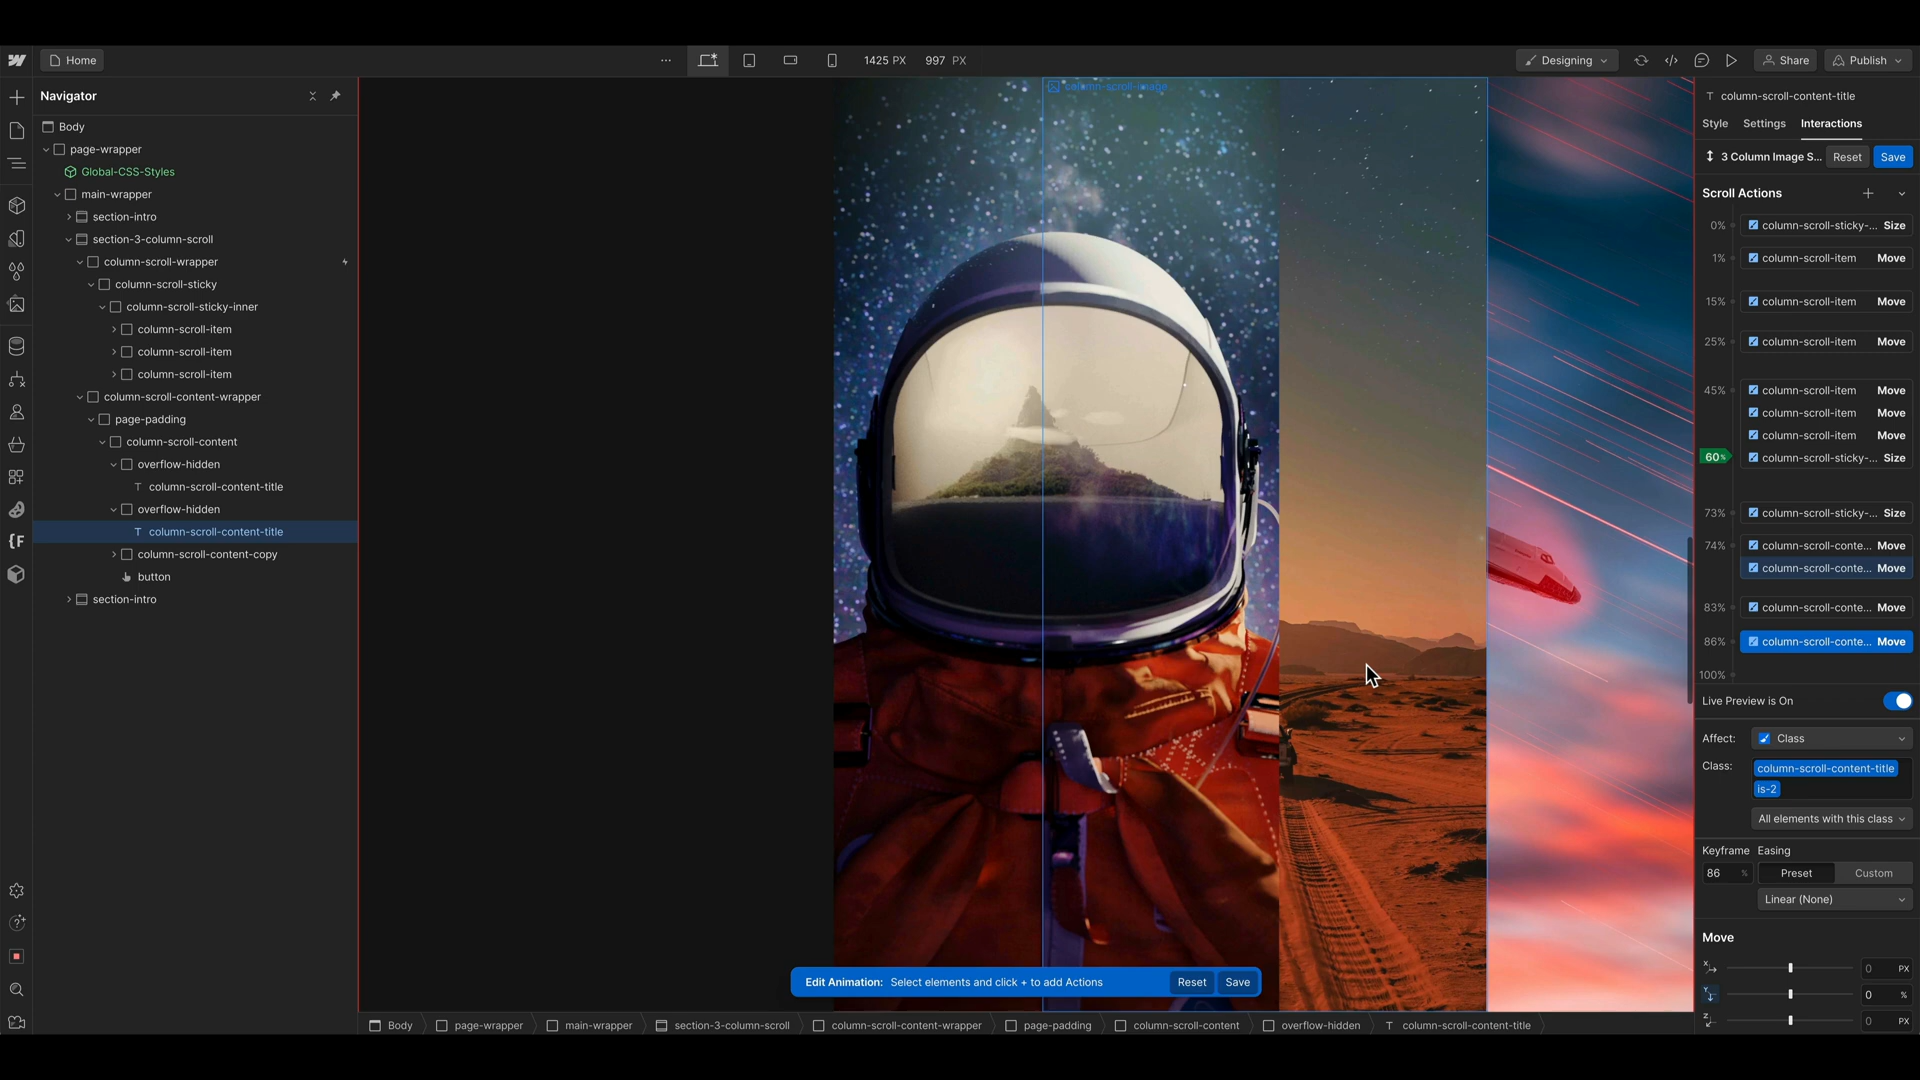 Home
...
1425 PX 997 PX
Designing
Share
Publish
Navigator
Body
page-wrapper
Global-CSS-Styles
main-wrapper
section-intro
section-3-column-scroll
column-scroll-wrapper
column-scroll-sticky
column-scroll-sticky-inner
column-scroll-item
column-scroll-item
column-scroll-item
column-scroll-content-wrapper
page-padding
column-scroll-content
overflow-hidden
column-scroll-content-title
overflow-hidden
column-scroll-content-title
column-scroll-content-copy
button
section-intro
column-scroll-image
Edit Animation: Select elements and click + to add Actions Reset Save
Body page-wrapper main-wrapper section-3-column-scroll column-scroll-content-wrapper page-padding column-scroll-content overflow-hidden column-scroll-content-title
column-scroll-content-title
Style Settings Interactions
3 Column Image S... Reset Save
Scroll Actions
0% column-scroll-sticky-... Size
1% column-scroll-item Move
15% column-scroll-item Move
25% column-scroll-item Move
45% column-scroll-item Move
column-scroll-item Move
column-scroll-item Move
60% column-scroll-sticky-... Size
73% column-scroll-sticky-... Size
74% column-scroll-conte... Move
column-scroll-conte... Move
83% column-scroll-conte... Move
86% column-scroll-conte... Move
100%
Live Preview is On
Affect: Class
Class: column-scroll-content-title
is-2
All elements with this class
Keyframe Easing
86 % Preset Custom
Linear (None)
Move
X 0 PX
Y 0 %
Z 0 PX